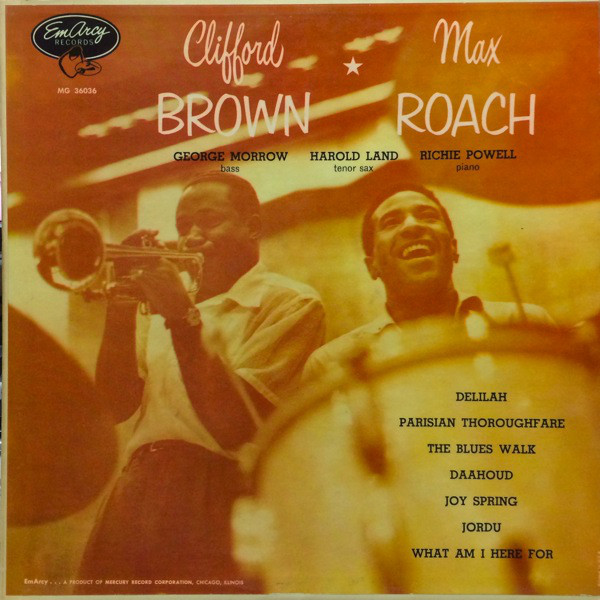 EmArcy
RECORDS
MG 36036
Clifford Max
BROWN ROACH
GEORGE MORROW HAROLD LAND RICHIE POWELL
bass tenor sax piano
DELILAH
PARISIAN THOROUGHFARE
THE BLUES WALK
DAAHOUD
JOY SPRING
JORDU
WHAT AM I HERE FOR
EmArcy . . . A PRODUCT OF MERCURY RECORD CORPORATION, CHICAGO, ILLINOIS